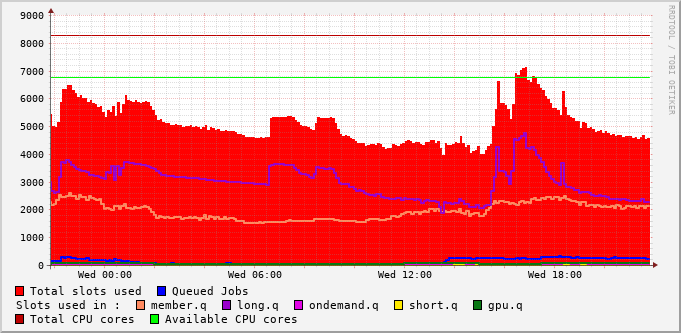 9000
8000
7000
6000
5000
4000
3000
2000
1000
0
Wed 00:00 Wed 06:00 Wed 12:00 Wed 18:00
RRDTOOL / TOBI OETIKER
Total slots used Queued Jobs
Slots used in : member.q long.q ondemand.q short.q gpu.q
Total CPU cores Available CPU cores